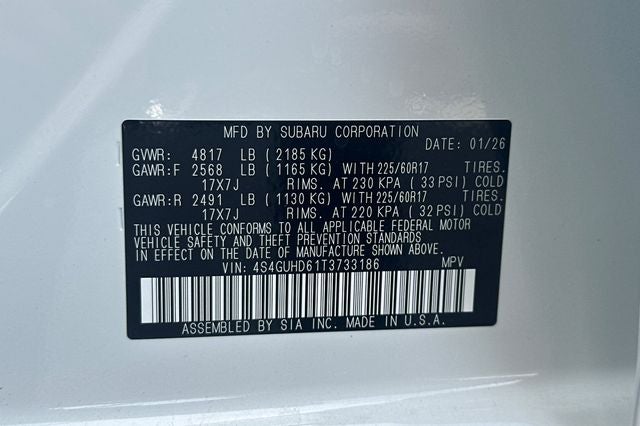 MFD BY SUBARU CORPORATION DATE: 01/26
GVWR: 4817 LB ( 2185 KG)
GAWR:F 2568 LB ( 1165 KG) WITH 225/60R17 TIRES.
17X7J RIMS. AT 230 KPA ( 33 PSI) COLD
GAWR:R 2491 LB ( 1130 KG) WITH 225/60R17 TIRES.
17X7J RIMS. AT 220 KPA ( 32 PSI) COLD
THIS VEHICLE CONFORMS TO ALL APPLICABLE FEDERAL MOTOR
VEHICLE SAFETY AND THEFT PREVENTION STANDARDS
IN EFFECT ON THE DATE OF MANUFACTURE SHOWN ABOVE.
VIN: 4S4GUHD61T3733186 MPV
ASSEMBLED BY SIA INC. MADE IN U.S.A.